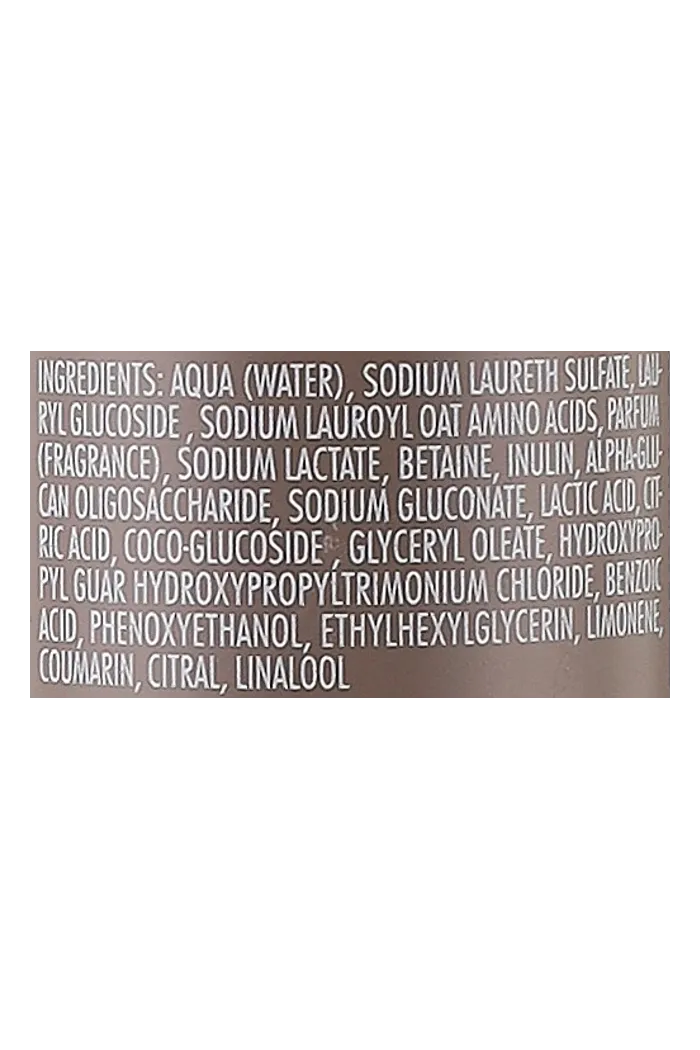 INGREDIENTS: AQUA (WATER), SODIUM LAURETH SULFATE, LAU-
RYL GLUCOSIDE , SODIUM LAUROYL OAT AMINO ACIDS, PARFUM
(FRAGRANCE), SODIUM LACTATE, BETAINE, INULIN, ALPHA-GLU-
CAN OLIGOSACCHARIDE, SODIUM GLUCONATE, LACTIC ACID, CIT-
RIC ACID, COCO-GLUCOSIDE , GLYCERYL OLEATE, HYDROXYPRO-
PYL GUAR HYDROXYPROPYLTRIMONIUM CHLORIDE, BENZOIC
ACID, PHENOXYETHANOL, ETHYLHEXYLGLYCERIN, LIMONENE,
COUMARIN, CITRAL, LINALOOL